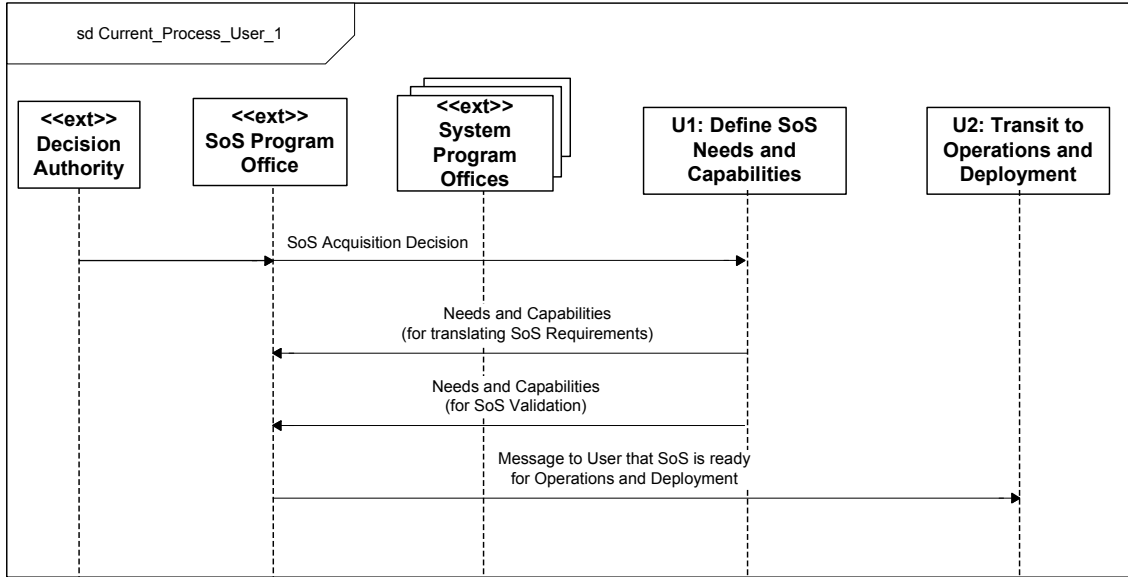 sd Current_Process_User_1
<<ext>>
Decision
Authority
<<ext>>
SoS Program
Office
<<ext>>
System
Program
Offices
U1: Define SoS
Needs and
Capabilities
U2: Transit to
Operations and
Deployment
SoS Acquisition Decision
Needs and Capabilities
(for translating SoS Requirements)
Needs and Capabilities
(for SoS Validation)
Message to User that SoS is ready
for Operations and Deployment